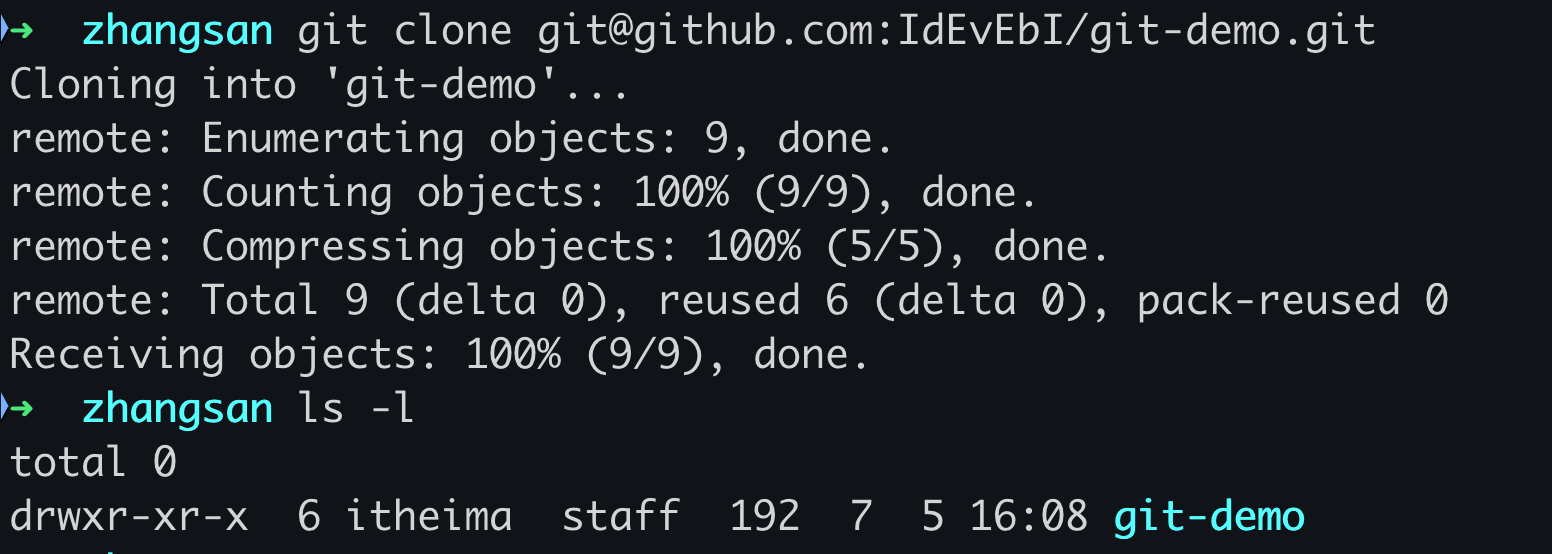 ➜  zhangsan git clone git@github.com:IdEvEbI/git-demo.git
Cloning into 'git-demo'...
remote: Enumerating objects: 9, done.
remote: Counting objects: 100% (9/9), done.
remote: Compressing objects: 100% (5/5), done.
remote: Total 9 (delta 0), reused 6 (delta 0), pack-reused 0
Receiving objects: 100% (9/9), done.
➜  zhangsan ls -l
total 0
drwxr-xr-x  6 itheima  staff  192  7  5 16:08 git-demo